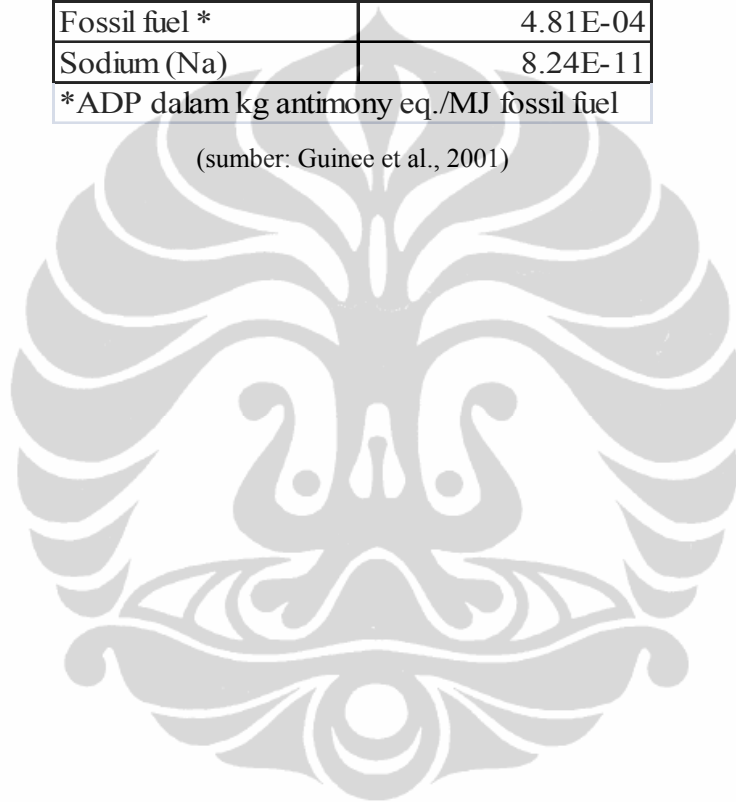 Fossil fuel * 4.81E-04
Sodium (Na) 8.24E-11
*ADP dalam kg antimony eq./MJ fossil fuel
(sumber: Guinee et al., 2001)